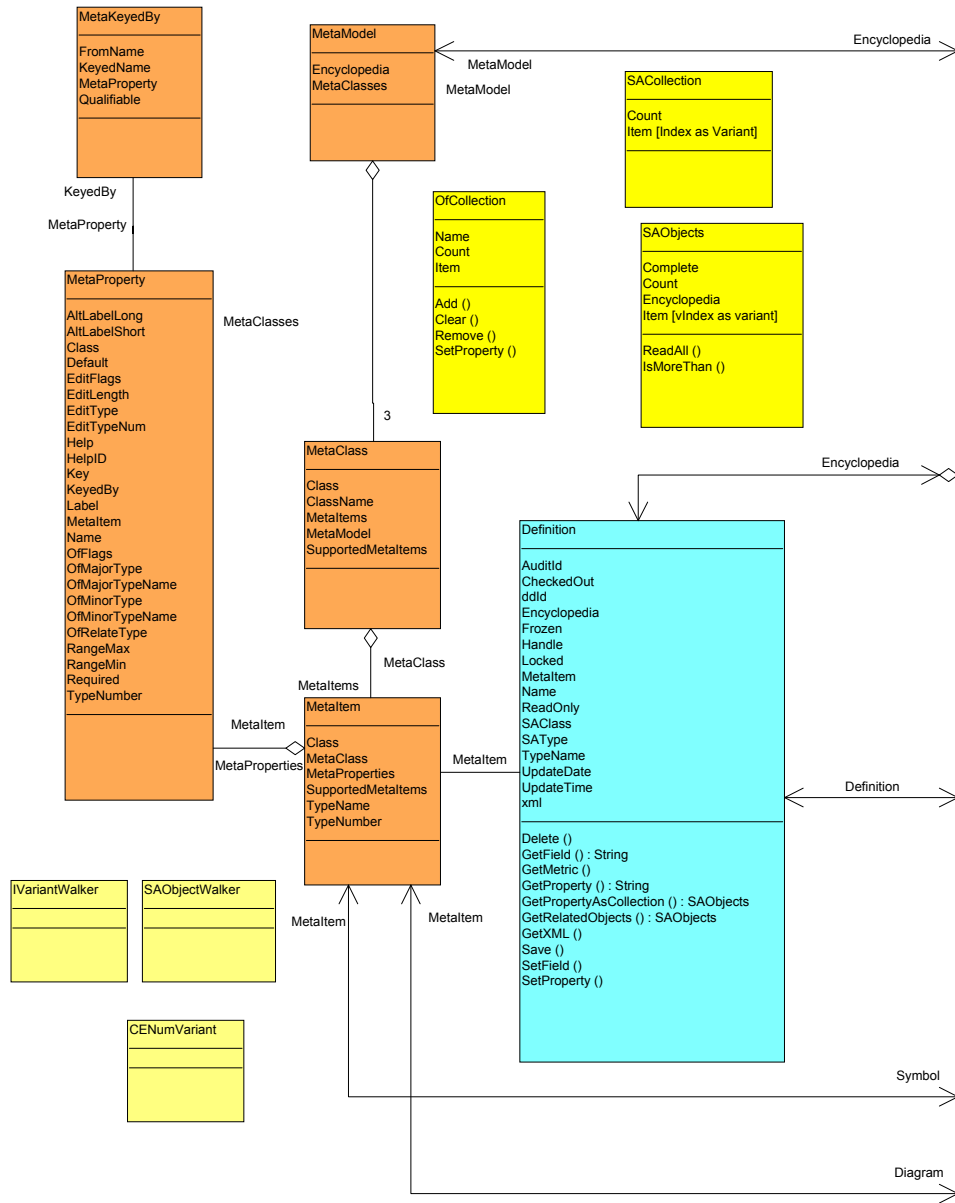 MetaKeyedBy
FromName
KeyedName
MetaProperty
Qualifiable
KeyedBy
MetaProperty
MetaModel
Encyclopedia
MetaClasses
Encyclopedia
MetaModel
MetaModel
SACollection
Count
Item [Index as Variant]
OfCollection
Name
Count
Item
Add ()
Clear ()
Remove ()
SetProperty ()
SAObjects
Complete
Count
Encyclopedia
Item [vIndex as variant]
ReadAll ()
IsMoreThan ()
MetaProperty
AltLabelLong
AltLabelShort
Class
Default
EditFlags
EditLength
EditType
EditTypeNum
Help
HelpID
Key
KeyedBy
Label
MetaItem
Name
OfFlags
OfMajorType
OfMajorTypeName
OfMinorType
OfMinorTypeName
OfRelateType
RangeMax
RangeMin
Required
TypeNumber
MetaClasses
3
MetaClass
Class
ClassName
MetaItems
MetaModel
SupportedMetaItems
MetaClass
MetaItems
MetaItem
MetaProperties
MetaItem
Class
MetaClass
MetaProperties
SupportedMetaItems
TypeName
TypeNumber
MetaItem
Encyclopedia
Definition
AuditId
CheckedOut
ddId
Encyclopedia
Frozen
Handle
Locked
MetaItem
Name
ReadOnly
SAClass
SAType
TypeName
UpdateDate
UpdateTime
xml
Delete ()
GetField () : String
GetMetric ()
GetProperty () : String
GetPropertyAsCollection () : SAObjects
GetRelatedObjects () : SAObjects
GetXML ()
Save ()
SetField ()
SetProperty ()
Definition
IVariantWalker
SAObjectWalker
CENumVariant
MetaItem
MetaItem
Symbol
Diagram